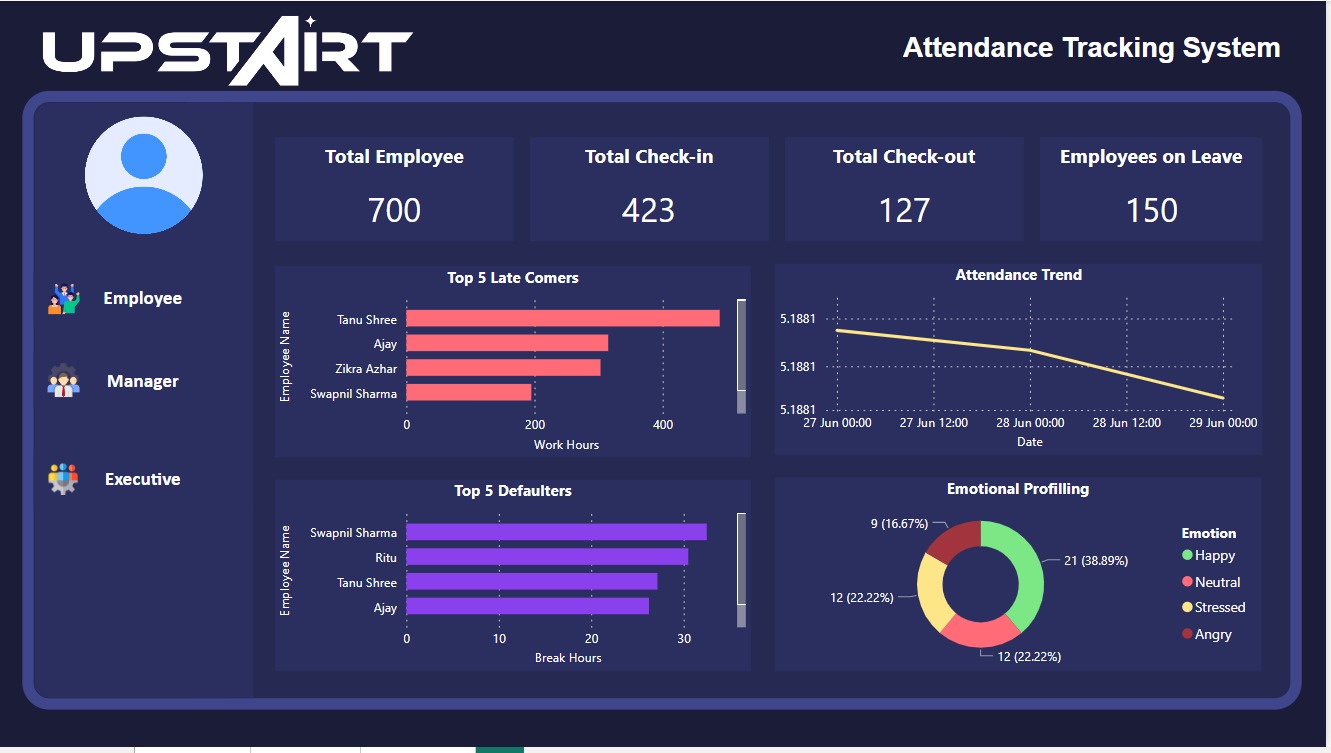 UPSTART
Attendance Tracking System
Employee
Manager
Executive
Total Employee
700
Total Check-in
423
Total Check-out
127
Employees on Leave
150
Top 5 Late Comers
Employee Name
Tanu Shree
Ajay
Zikra Azhar
Swapnil Sharma
0 200 400
Work Hours
Attendance Trend
5.1881
5.1881
5.1881
27 Jun 00:00 27 Jun 12:00 28 Jun 00:00 28 Jun 12:00 29 Jun 00:00
Date
Top 5 Defaulters
Employee Name
Swapnil Sharma
Ritu
Tanu Shree
Ajay
0 10 20 30
Break Hours
Emotional Profilling
9 (16.67%)
21 (38.89%)
12 (22.22%)
12 (22.22%)
Emotion
Happy
Neutral
Stressed
Angry